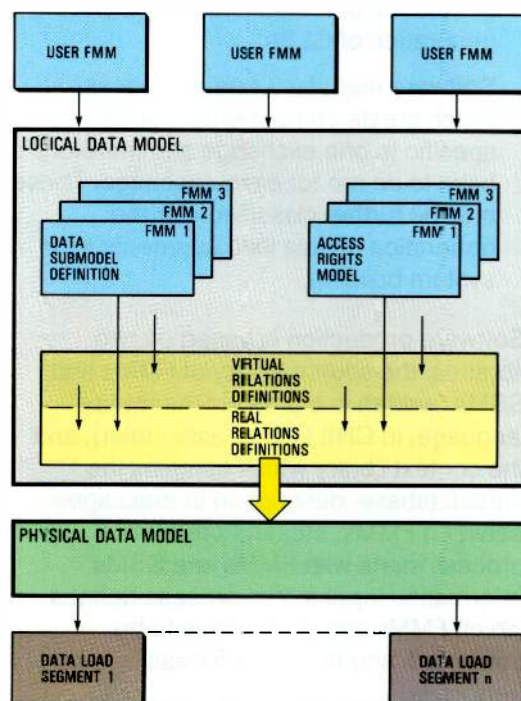 USER FMM
USER FMM
USER FMM
LOGICAL DATA MODEL
FMM 3
FMM 2
FMM 1
DATA
SUBMODEL
DEFINITION
FMM 3
FMM 2
FMM 1
ACCESS
RIGHTS
MODEL
VIRTUAL
RELATIONS
DEFINITIONS
REAL
RELATIONS
DEFINITIONS
PHYSICAL DATA MODEL
DATA LOAD
SEGMENT 1
DATA LOAD
SEGMENT n